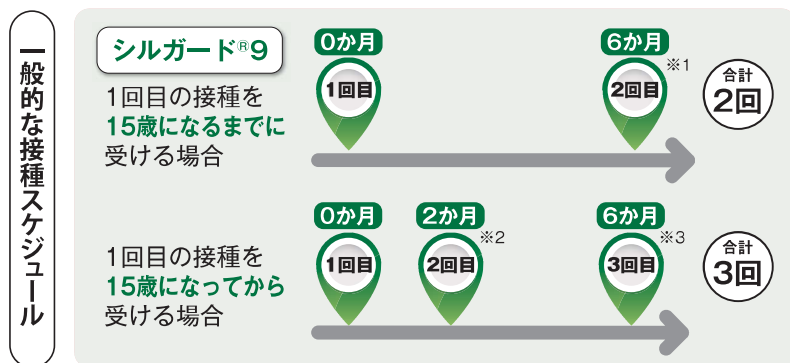 一般的な接種スケジュール
シルガード®9
1回目の接種を
15歳になるまでに
受ける場合
0か月
1回目
6か月
※1
2回目
合計
2回
1回目の接種を
15歳になってから
受ける場合
0か月
1回目
2か月
※2
2回目
6か月
※3
3回目
合計
3回